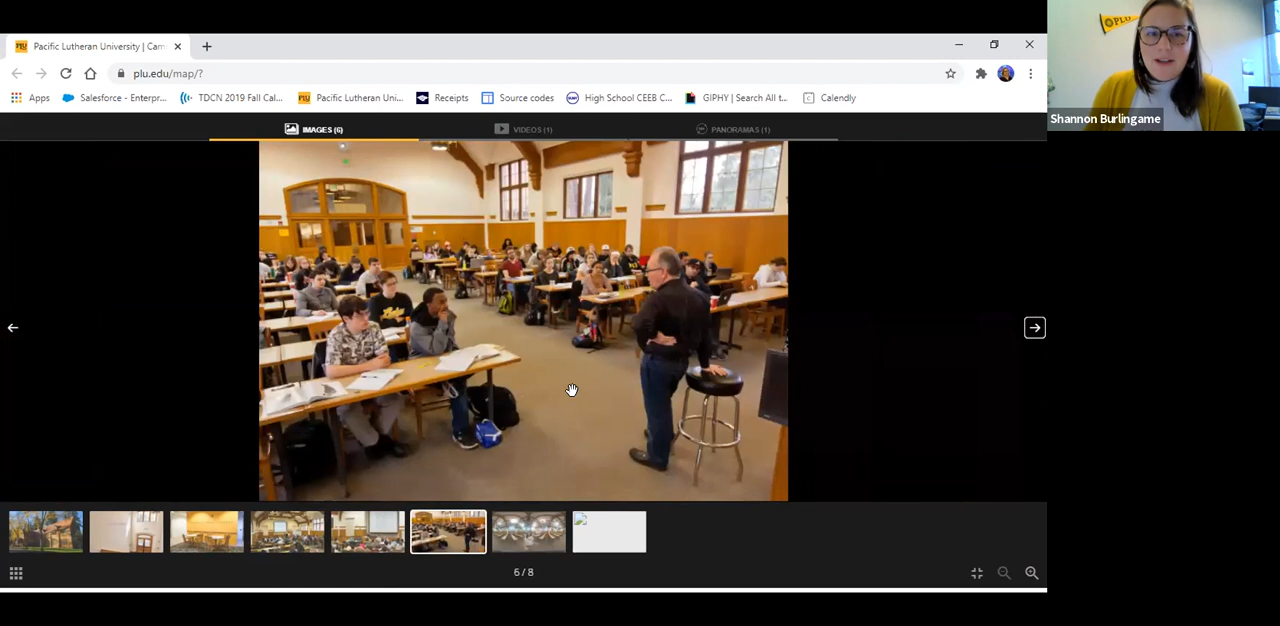 Pacific Lutheran University | Cam
plu.edu/map/?
Apps
Salesforce - Enterpr...
TDCN 2019 Fall Cal...
Pacific Lutheran Uni...
Receipts
Source codes
High School CEEB C...
GIPHY | Search All t...
Calendly
IMAGES (6)
VIDEOS (1)
PANORAMAS (1)
6 / 8
PLU
Shannon Burlingame